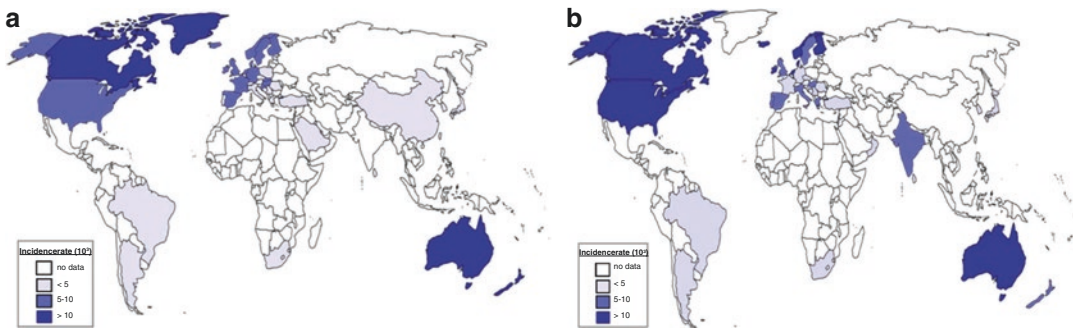 a
Incidencerate (10⁵)
no data
< 5
5-10
> 10
b
Incidencerate (10⁵)
no data
< 5
5-10
> 10